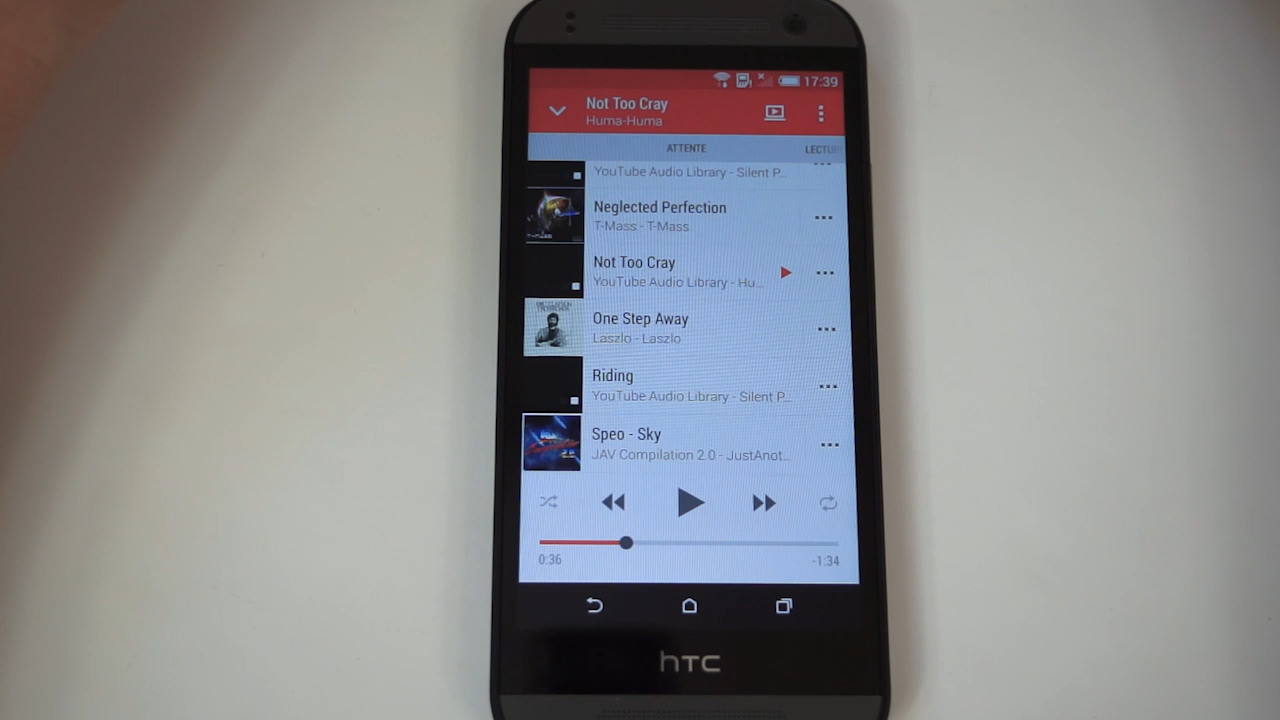 17:39
Not Too Cray
Huma-Huma
ATTENTE
LECTU
YouTube Audio Library - Silent P...
Neglected Perfection
T-Mass - T-Mass
Not Too Cray
YouTube Audio Library - Hu...
One Step Away
Laszlo - Laszlo
Riding
YouTube Audio Library - Silent P...
Speo - Sky
JAV Compilation 2.0 - JustAnot...
0:36
-1:34
hTC